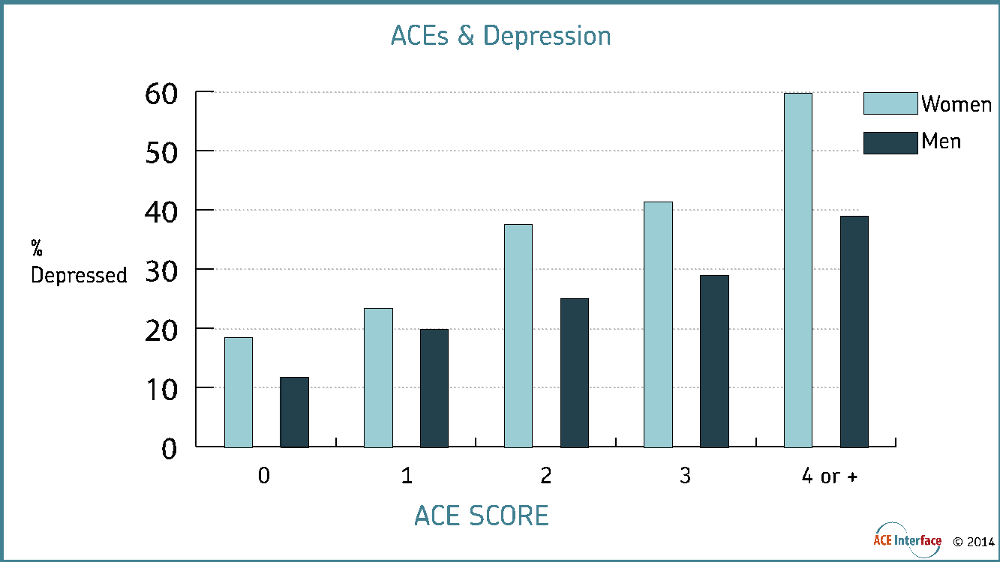 ACEs & Depression
60
50
40
30
20
10
0
%
Depressed
Women
Men
0 1 2 3 4 or +
ACE SCORE
ACE Interface © 2014